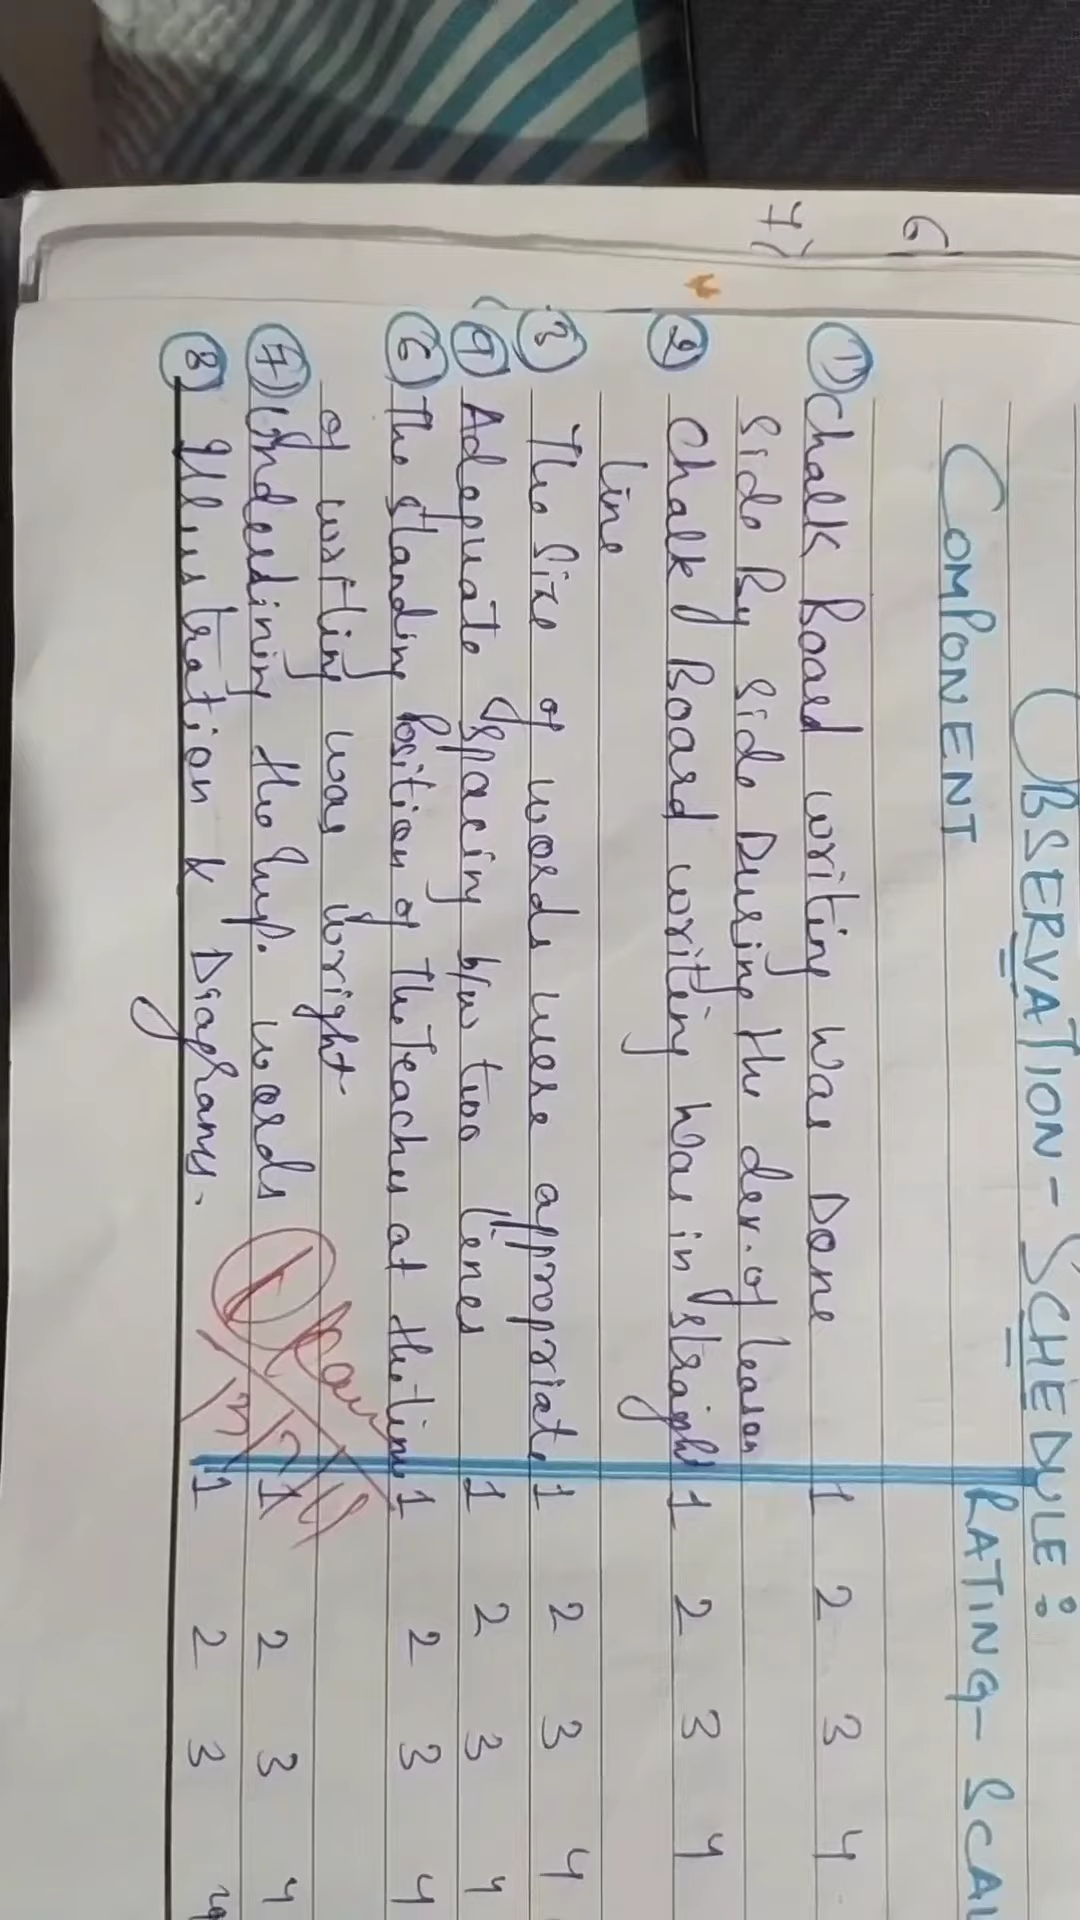 OBSERVATION-SCHEDULE:
COMPONENT RATING-SCAL
① Chalk Board writing was Done 1 2 3 4
Side By Side During the dev. of leason
② Chalk Board writing was in straight 1 2 3 4
line
③ The Size of words were appropriate 1 2 3 4
Adequate spacing b/w two lines 1 2 3 4
⑥ The standing Position of the Teacher at the time 1 2 3 4
of writing was wright
⑦ Underlining the Imp. words 1 2 3 4
⑧ Illustration & Diagrams. 1 2 3 4
6
7)